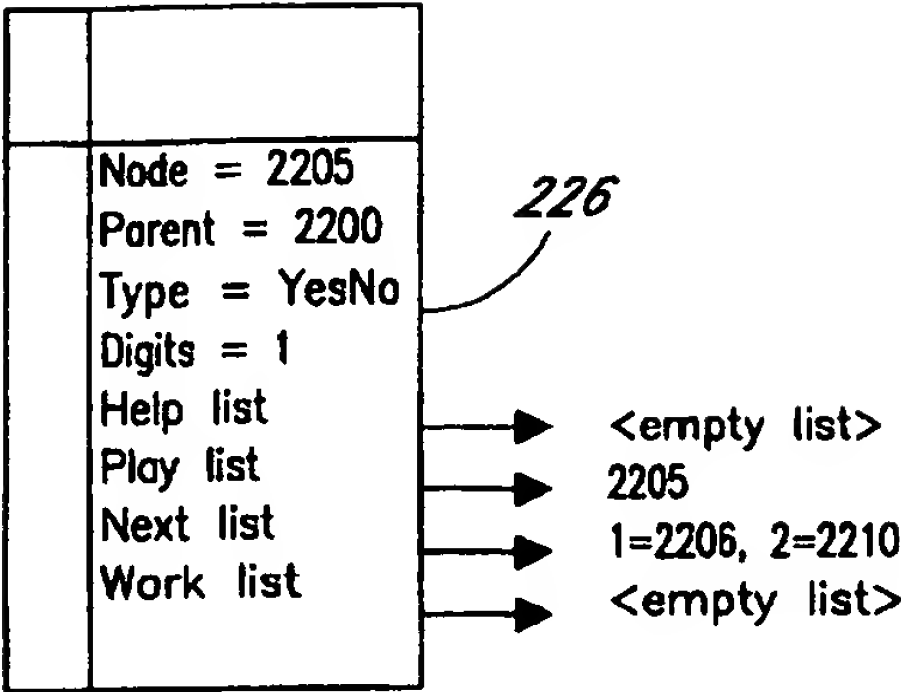 Node = 2205
Parent = 2200
Type = YesNo
Digits = 1
Help list
Play list
Next list
Work list
226
<empty list>
2205
1=2206, 2=2210
<empty list>